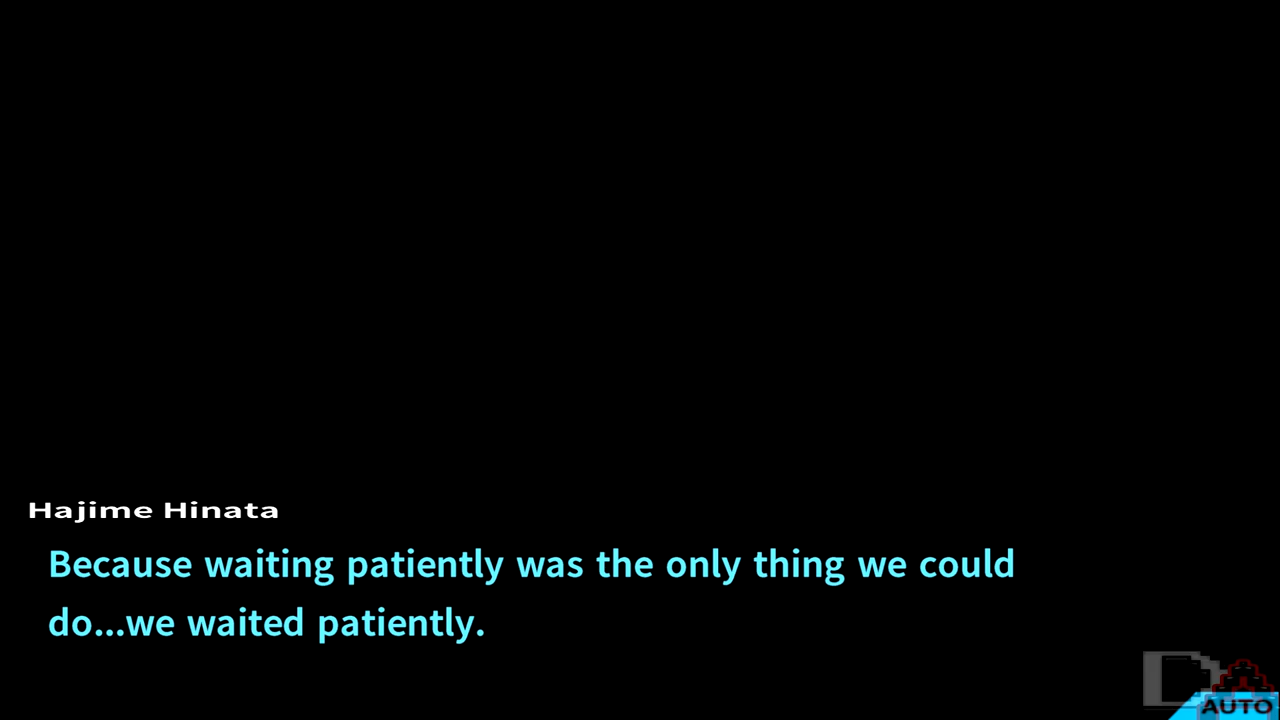 Hajime Hinata
Because waiting patiently was the only thing we could
do...we waited patiently.
AUTO